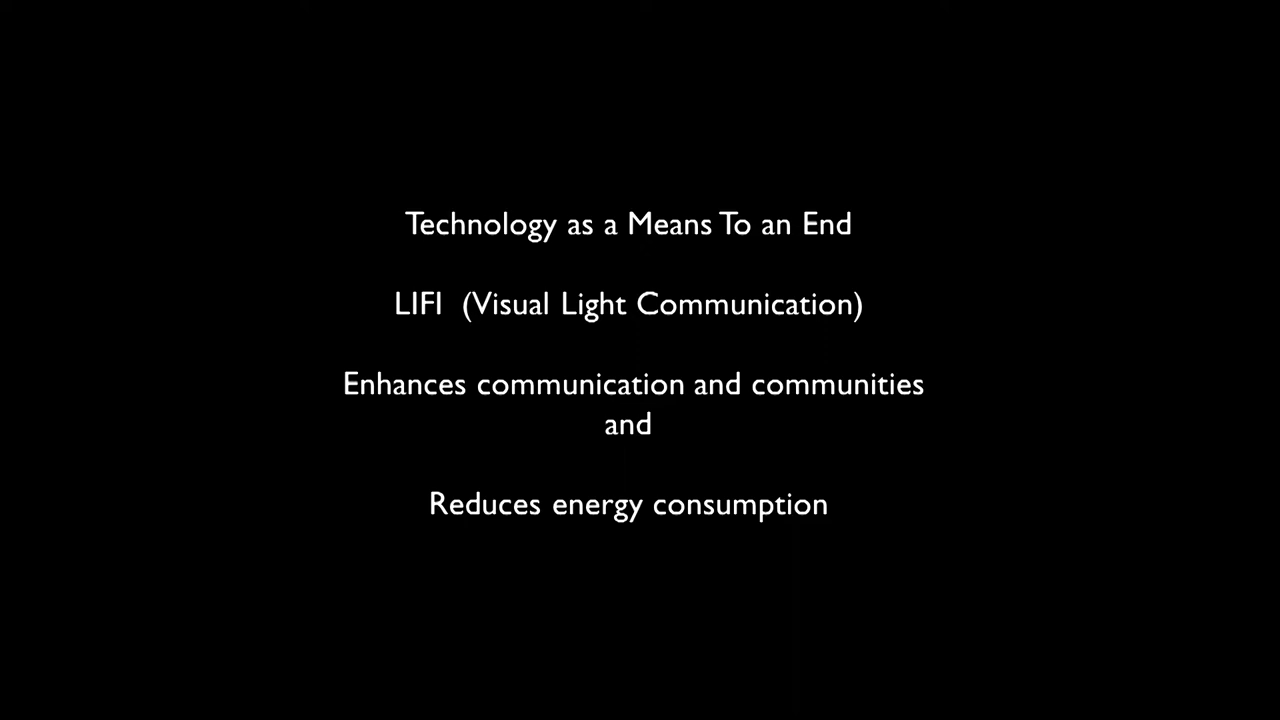 Technology as a Means To an End
LIFI (Visual Light Communication)
Enhances communication and communities
and
Reduces energy consumption